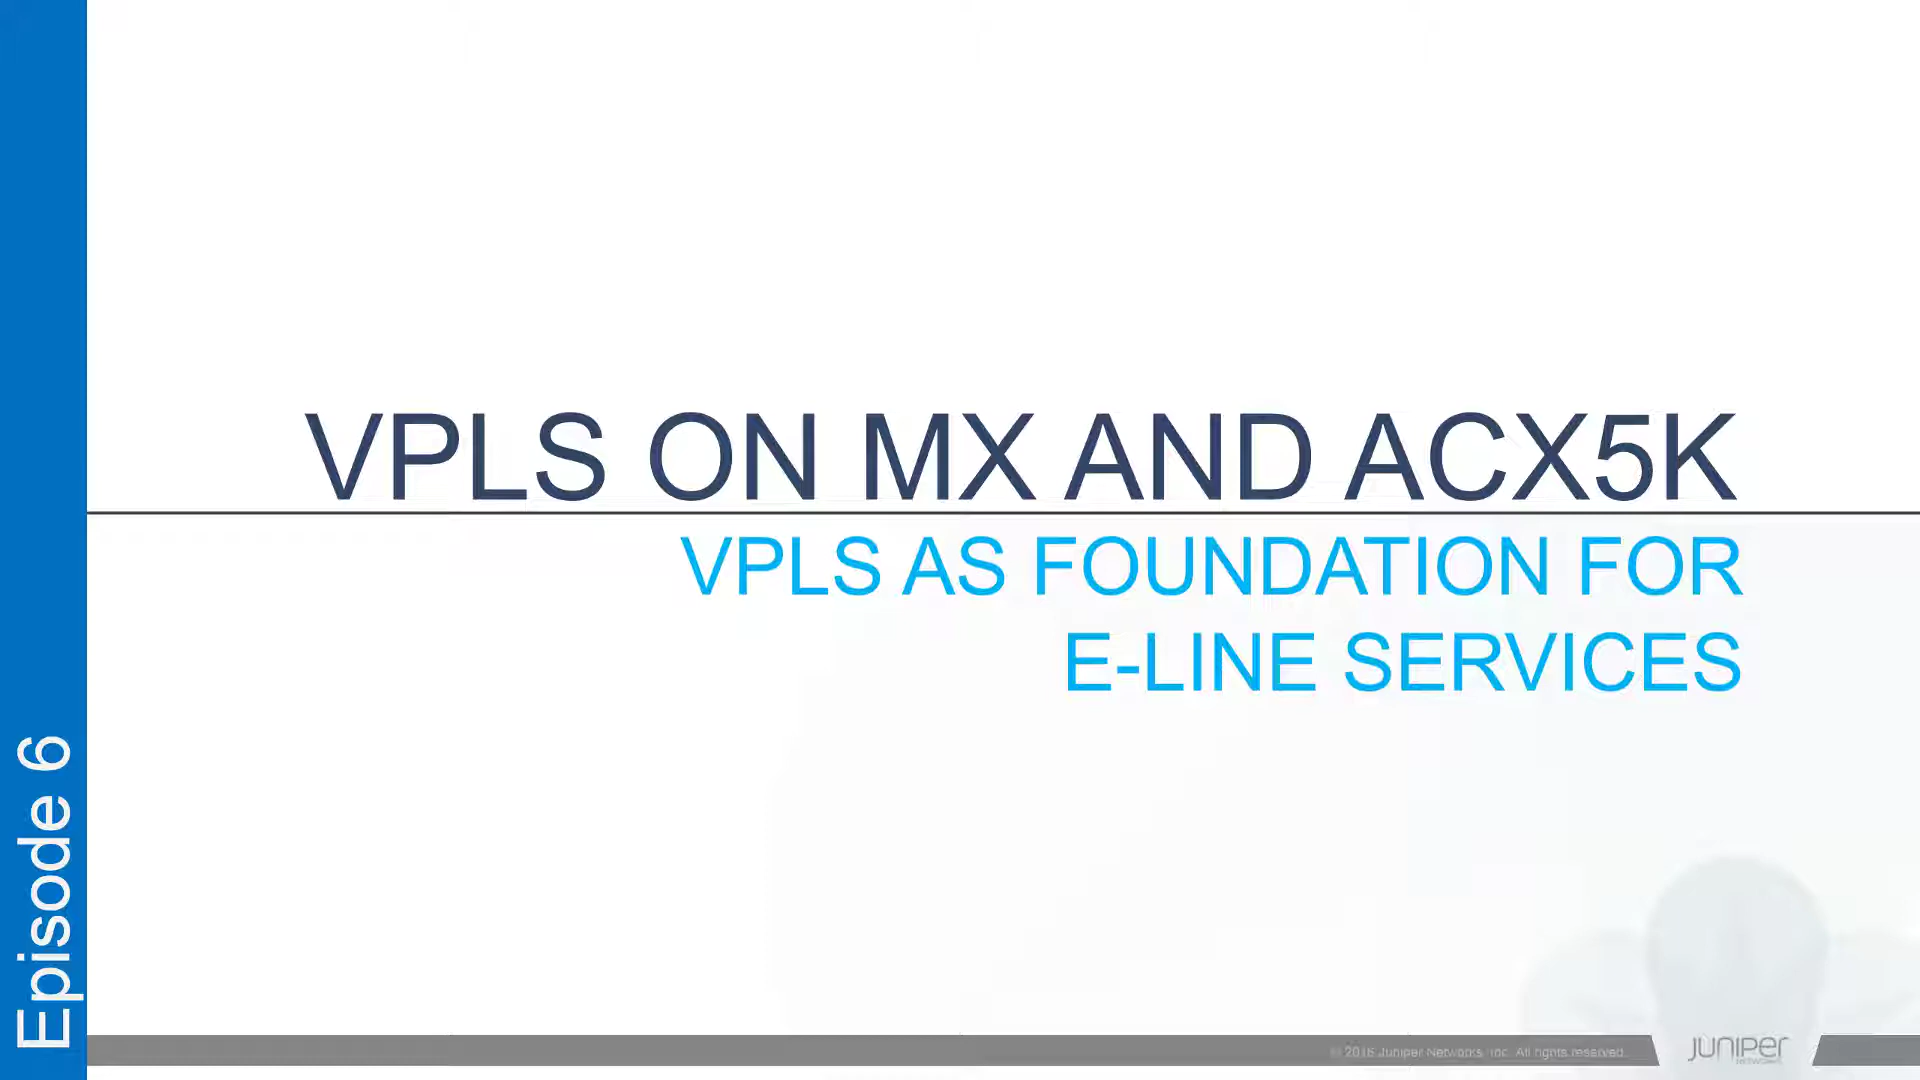 VPLS ON MX AND ACX5K
VPLS AS FOUNDATION FOR
E-LINE SERVICES
Episode 6
© 2016 Juniper Networks, Inc. All rights reserved.
JUNIPER
NETWORKS